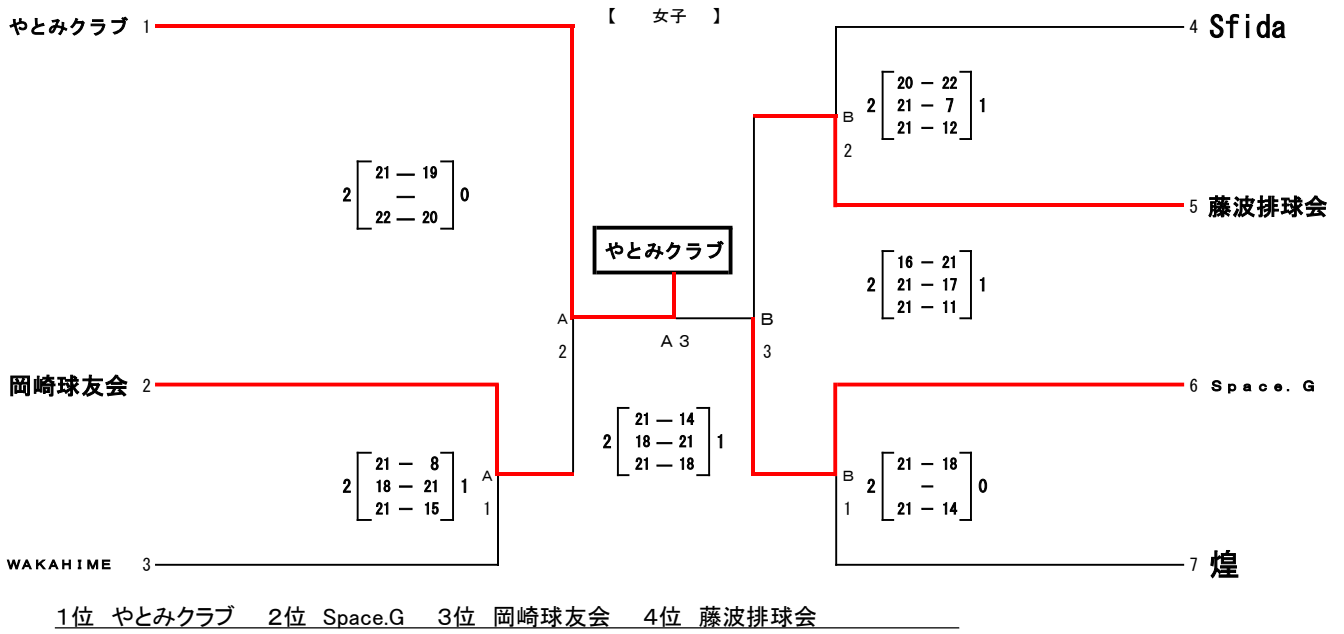 【 女子 】
やとみクラブ 1
4 Sfida
2 20 － 22 1
21 － 7
21 － 12
B
2
2 21 ― 19 0
―
22 ― 20
5 藤波排球会
やとみクラブ
2 16 － 21 1
21 － 17
21 － 11
A
2
A 3
B
3
岡崎球友会 2
6 Space. G
2 21 ― 14 1
18 ― 21
21 ― 18
2 21 － 8 1
18 － 21
21 － 15
A
1
B
1
2 21 － 18 0
－
21 － 14
WAKAHIME 3
7 煌
1位 やとみクラブ 2位 Space.G 3位 岡崎球友会 4位 藤波排球会